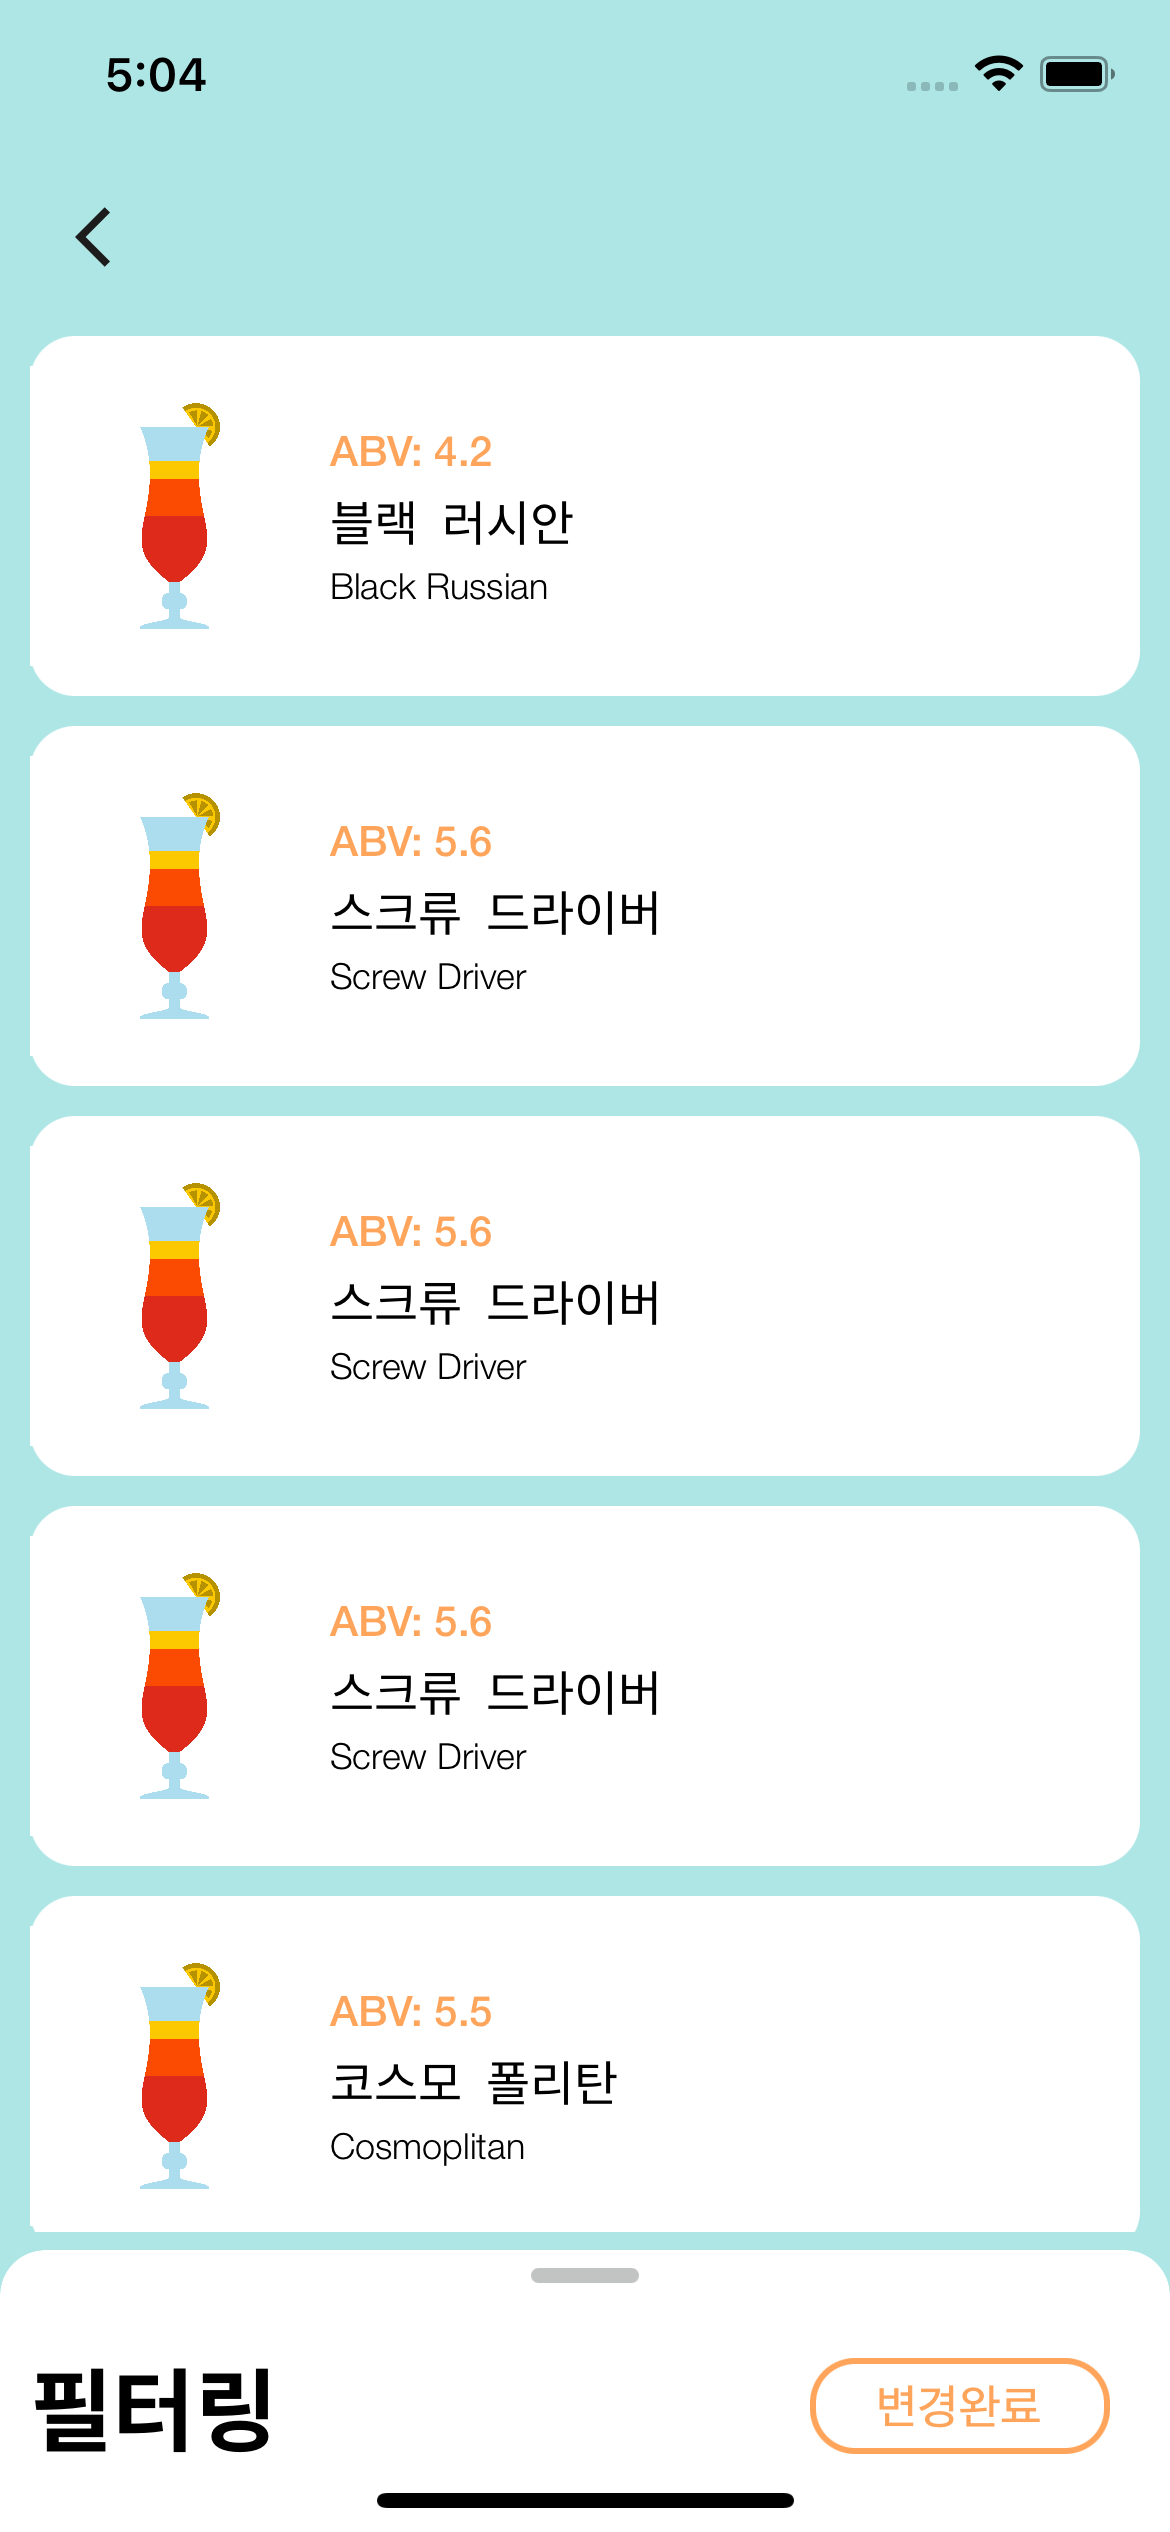 5:04
ABV: 4.2
블랙 러시안
Black Russian
ABV: 5.6
스크류 드라이버
Screw Driver
ABV: 5.6
스크류 드라이버
Screw Driver
ABV: 5.6
스크류 드라이버
Screw Driver
ABV: 5.5
코스모 폴리탄
Cosmoplitan
필터링
변경완료